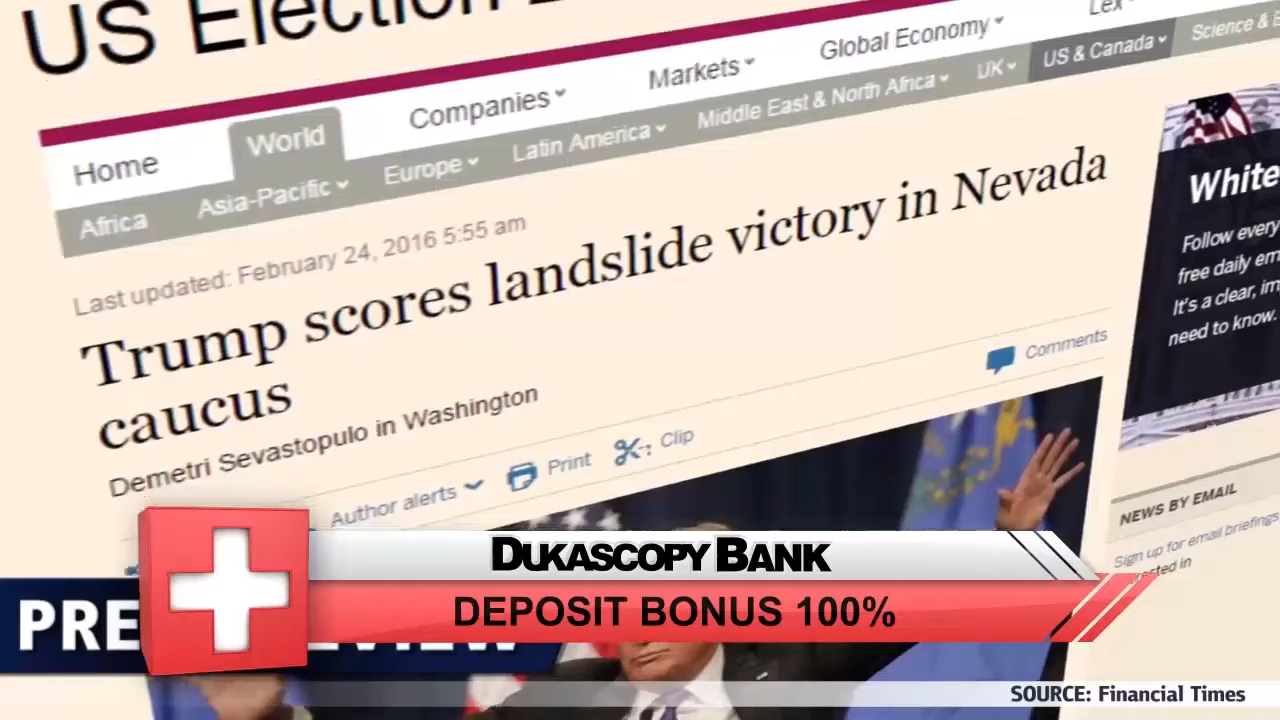 US Election
Lex
Global Economy
Markets
Companies
World
Home
Science &
US & Canada
UK
Middle East & North Africa
Latin America
Europe
Asia-Pacific
Africa
Last updated: February 24, 2016 5:55 am
Trump scores landslide victory in Nevada
caucus
Demetri Sevastopulo in Washington
Comments
Author alerts
Print
Clip
White
Follow every
free daily em
It's a clear, im
need to know.
NEWS BY EMAIL
Sign up for email briefings
DUKASCOPY BANK
DEPOSIT BONUS 100%
PRE
SOURCE: Financial Times